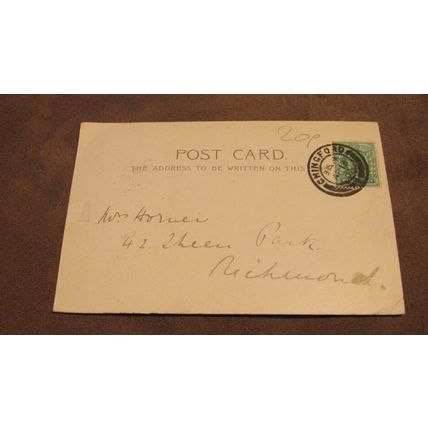 20p
POST CARD.
THE ADDRESS TO BE WRITTEN ON THIS
CHINGFORD
Mrs Horner
42. Sheen Park.
Richmond.